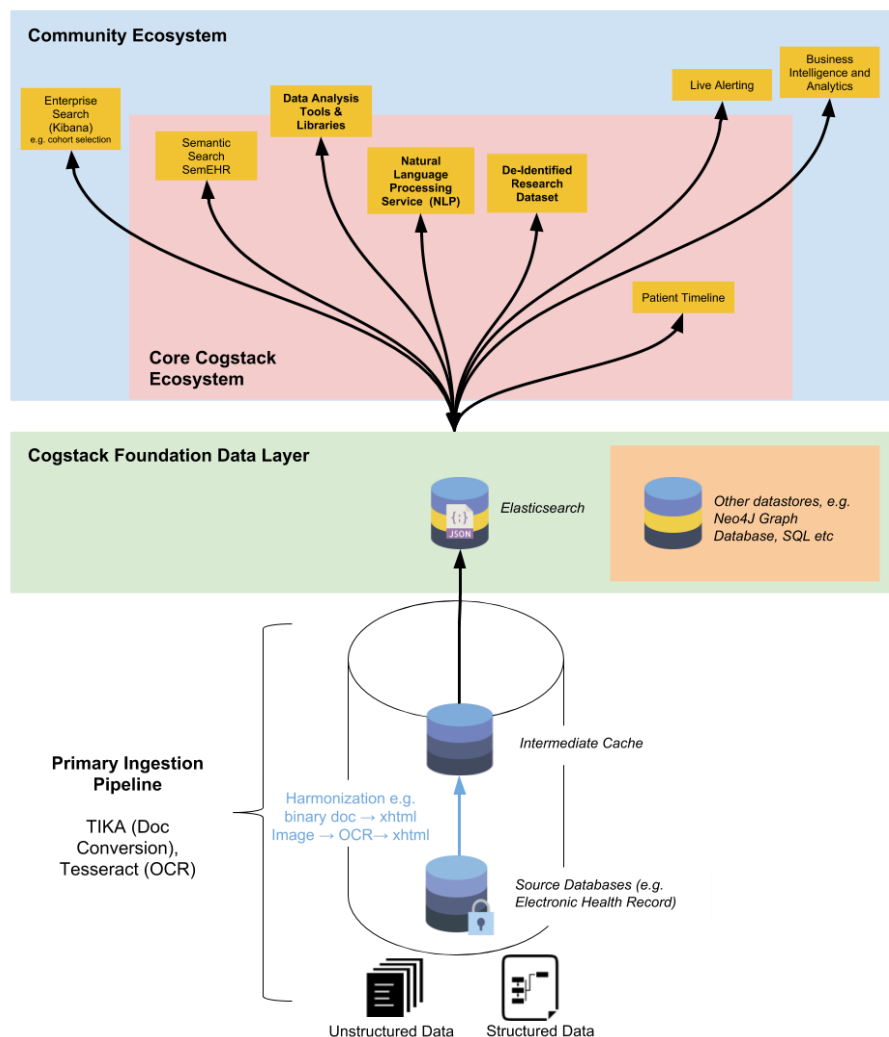 Community Ecosystem
Enterprise
Search
(Kibana)
e.g. cohort selection
Semantic
Search
SemEHR
Data Analysis
Tools &
Libraries
Natural
Language
Processing
Service (NLP)
De-Identified
Research
Dataset
Live Alerting
Business
Intelligence and
Analytics
Patient Timeline
Core Cogstack
Ecosystem
Cogstack Foundation Data Layer
{;}
JSON
Elasticsearch
Other datastores, e.g.
Neo4J Graph
Database, SQL etc
Primary Ingestion
Pipeline
TIKA (Doc
Conversion),
Tesseract (OCR)
Intermediate Cache
Harmonization e.g.
binary doc → xhtml
Image → OCR→ xhtml
Source Databases (e.g.
Electronic Health Record)
Unstructured Data
Structured Data